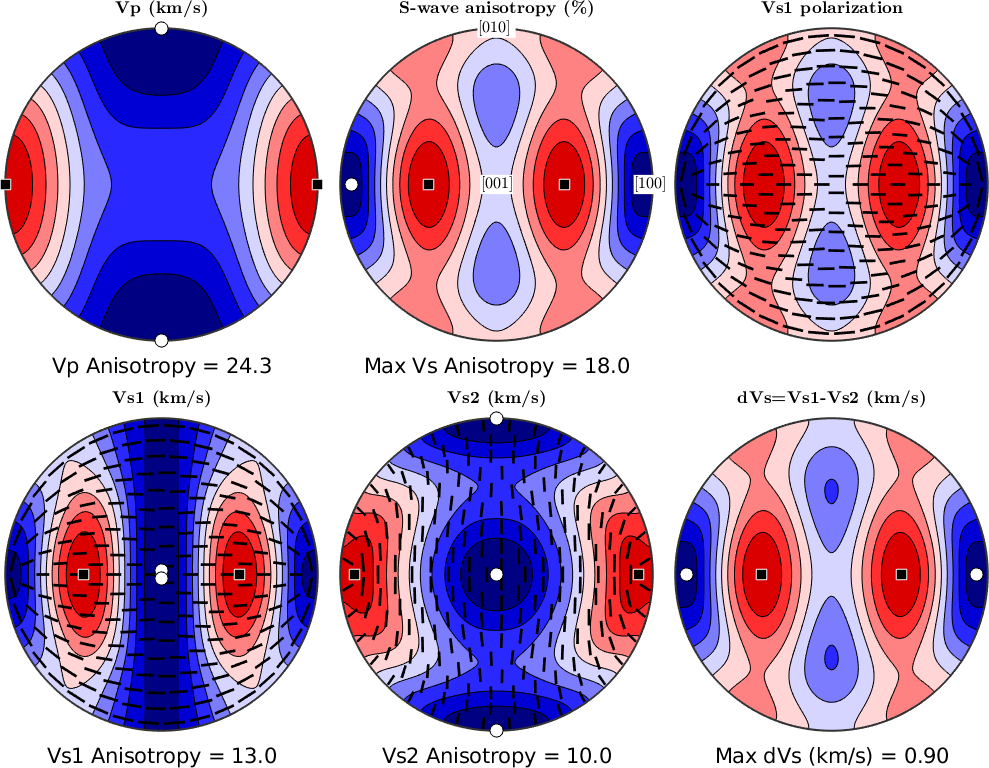 Vp (km/s)
S-wave anisotropy (%)
Vs1 polarization
[010]
[001]
[100]
Vp Anisotropy = 24.3
Max Vs Anisotropy = 18.0
Vs1 (km/s)
Vs2 (km/s)
dVs=Vs1-Vs2 (km/s)
Vs1 Anisotropy = 13.0
Vs2 Anisotropy = 10.0
Max dVs (km/s) = 0.90